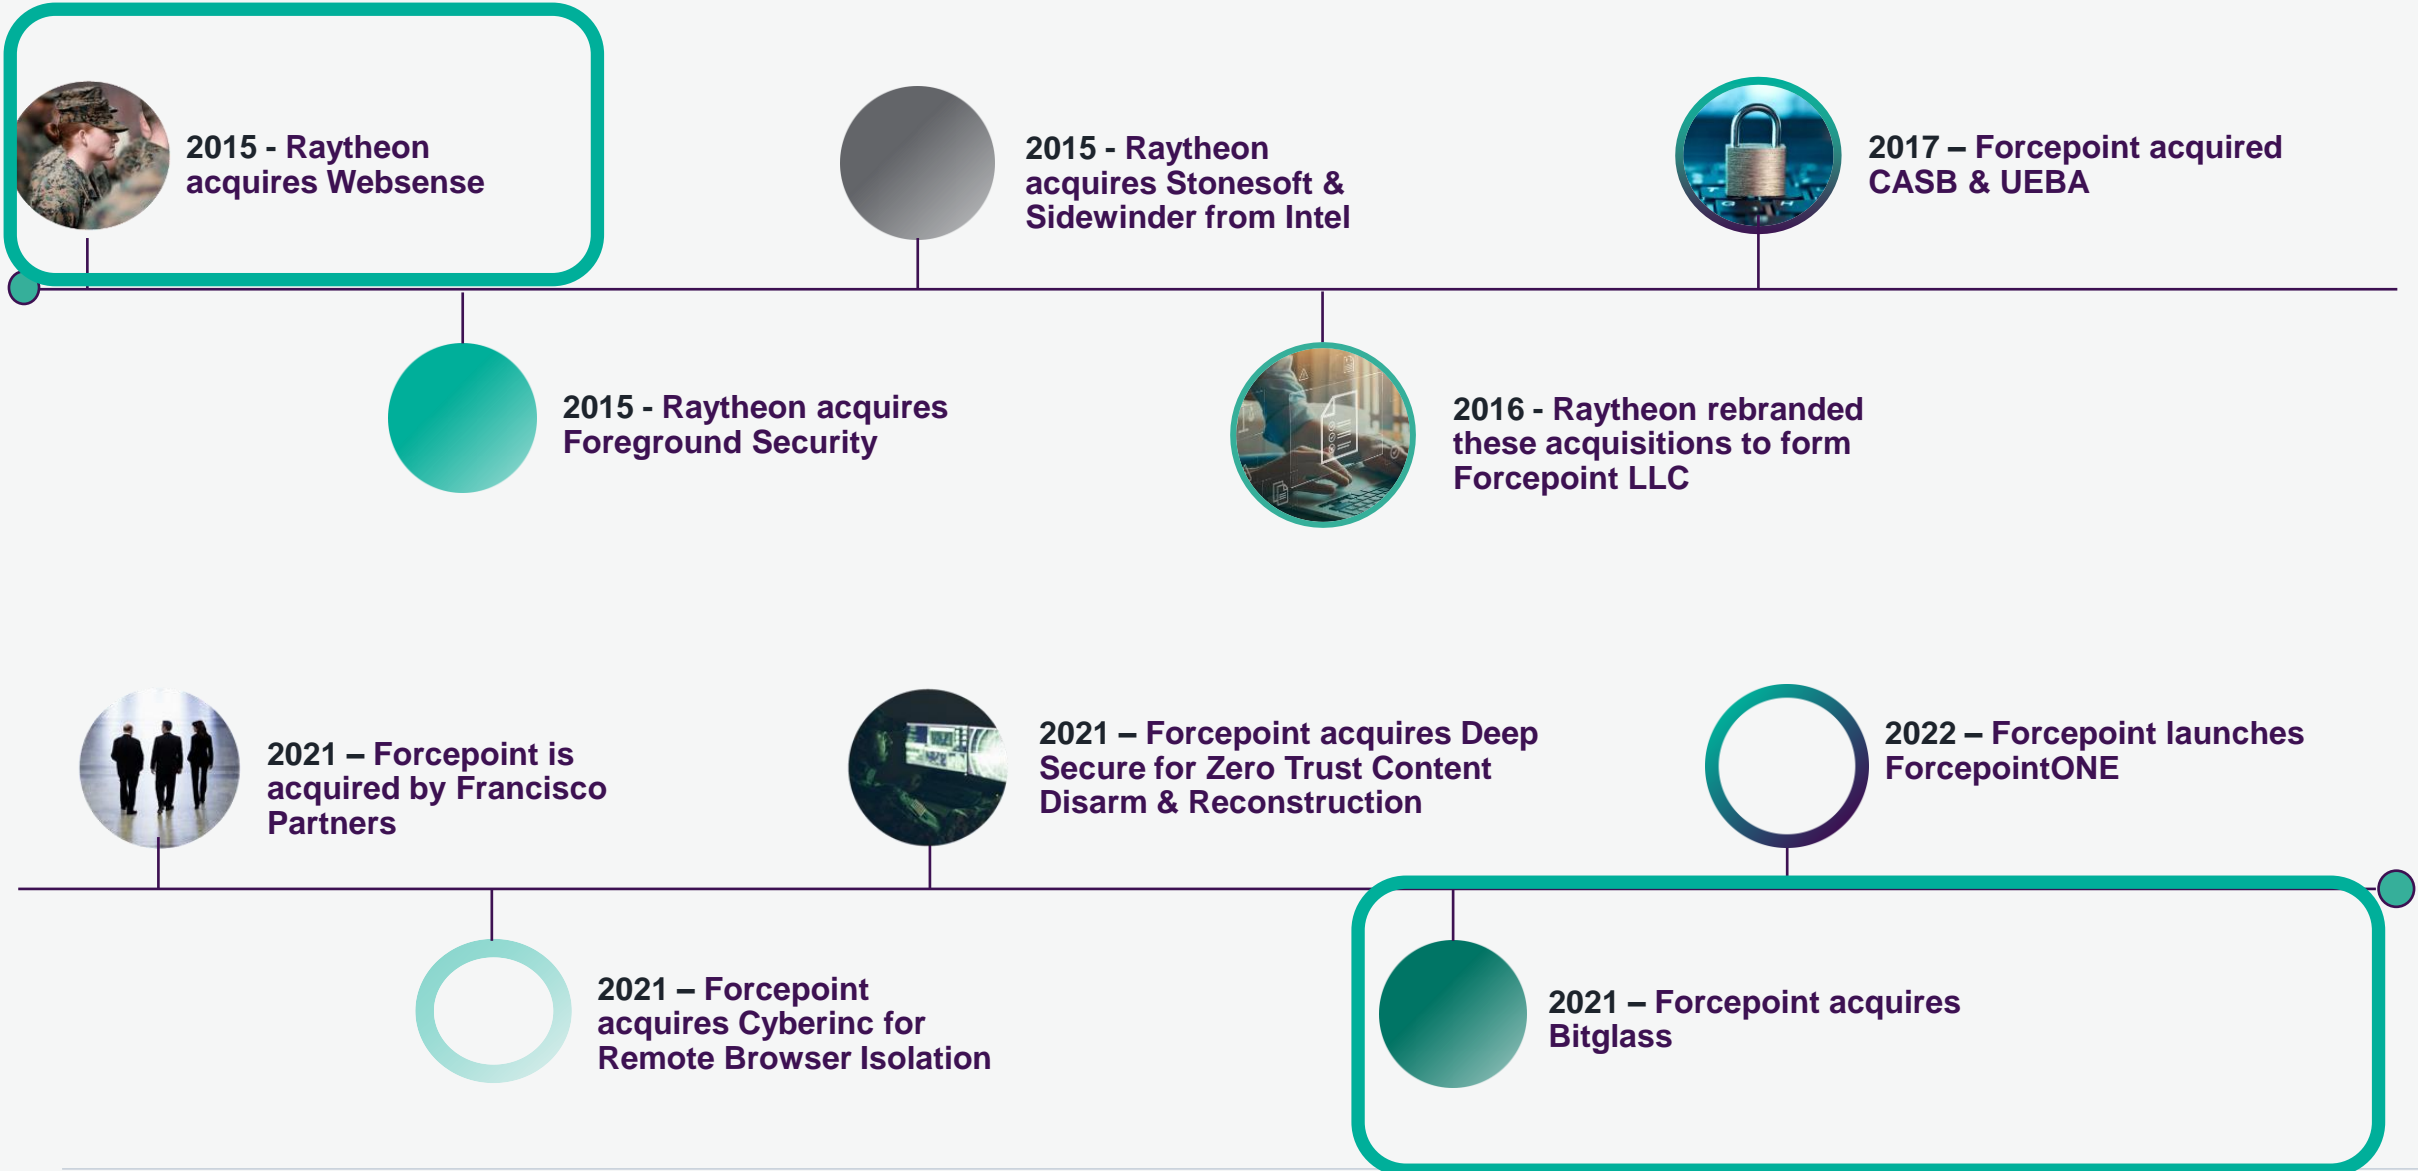 2015 - Raytheon
acquires Websense
2015 - Raytheon
acquires Stonesoft &
Sidewinder from Intel
2017 – Forcepoint acquired
CASB & UEBA
2015 - Raytheon acquires
Foreground Security
2016 - Raytheon rebranded
these acquisitions to form
Forcepoint LLC
2021 – Forcepoint is
acquired by Francisco
Partners
2021 – Forcepoint acquires Deep
Secure for Zero Trust Content
Disarm & Reconstruction
2022 – Forcepoint launches
ForcepointONE
2021 – Forcepoint
acquires Cyberinc for
Remote Browser Isolation
2021 – Forcepoint acquires
Bitglass